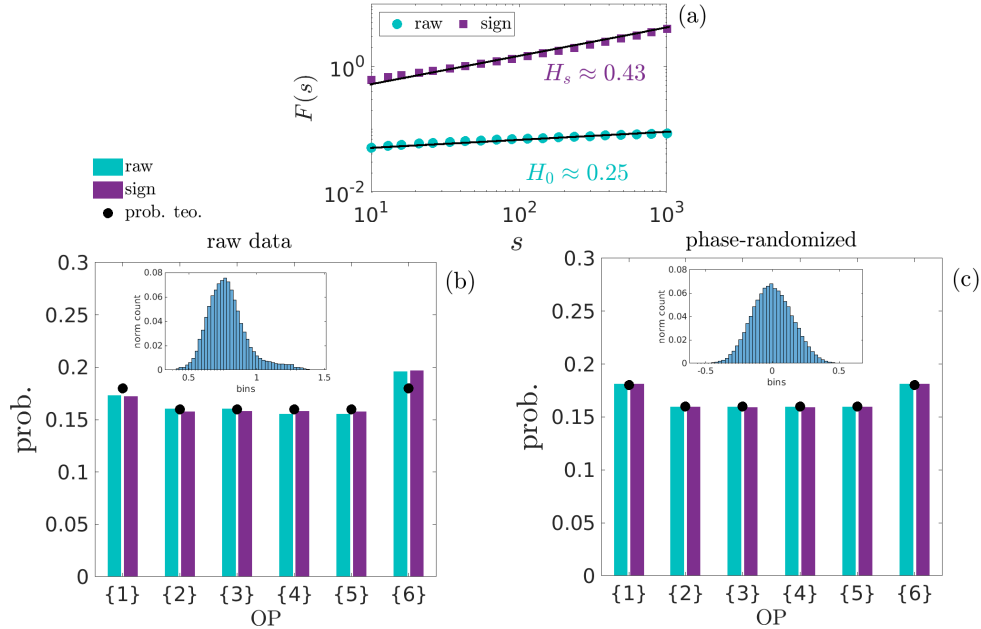 (a)
raw sign
F(s)
10^0
10^-2
H_s ≈ 0.43
H_0 ≈ 0.25
10^1 10^2 10^3
s
raw
sign
prob. teo.
raw data
(b)
prob.
0.3
0.25
0.2
0.15
0.1
0.05
0
norm count
0.08
0.06
0.04
0.02
0
0.5 1 1.5
bins
{1} {2} {3} {4} {5} {6}
OP
phase-randomized
(c)
prob.
0.3
0.25
0.2
0.15
0.1
0.05
0
norm count
0.08
0.06
0.04
0.02
0.00
-0.5 0 0.5
bins
{1} {2} {3} {4} {5} {6}
OP